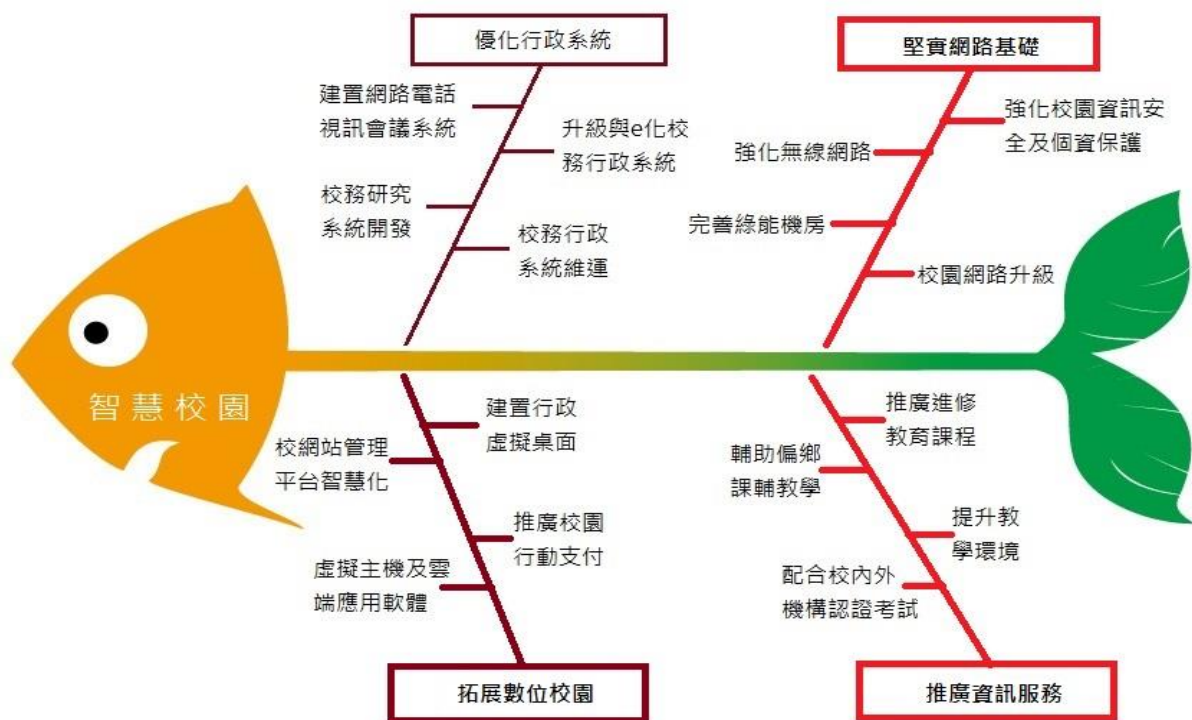 優化行政系統
建置網路電話
視訊會議系統
升級與e化校
務行政系統
校務研究
系統開發
校務行政
系統維運
堅實網路基礎
強化校園資訊安
全及個資保護
強化無線網路
完善綠能機房
校園網路升級
智慧校園
建置行政
虛擬桌面
校網站管理
平台智慧化
推廣校園
行動支付
虛擬主機及雲
端應用軟體
拓展數位校園
推廣進修
教育課程
輔助偏鄉
課輔教學
提升教
學環境
配合校內外
機構認證考試
推廣資訊服務